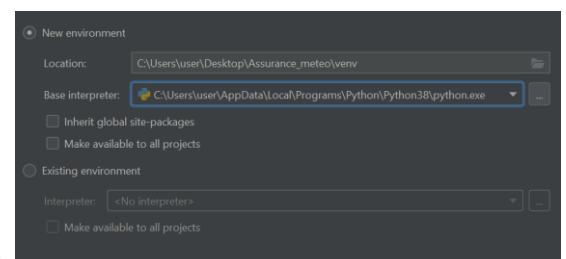 New environment
Location: C:\Users\user\Desktop\Assurance_meteo\venv
Base interpreter: C:\Users\user\AppData\Local\Programs\Python\Python38\python.exe ...
Inherit global site-packages
Make available to all projects
Existing environment
Interpreter: <No interpreter> ...
Make available to all projects